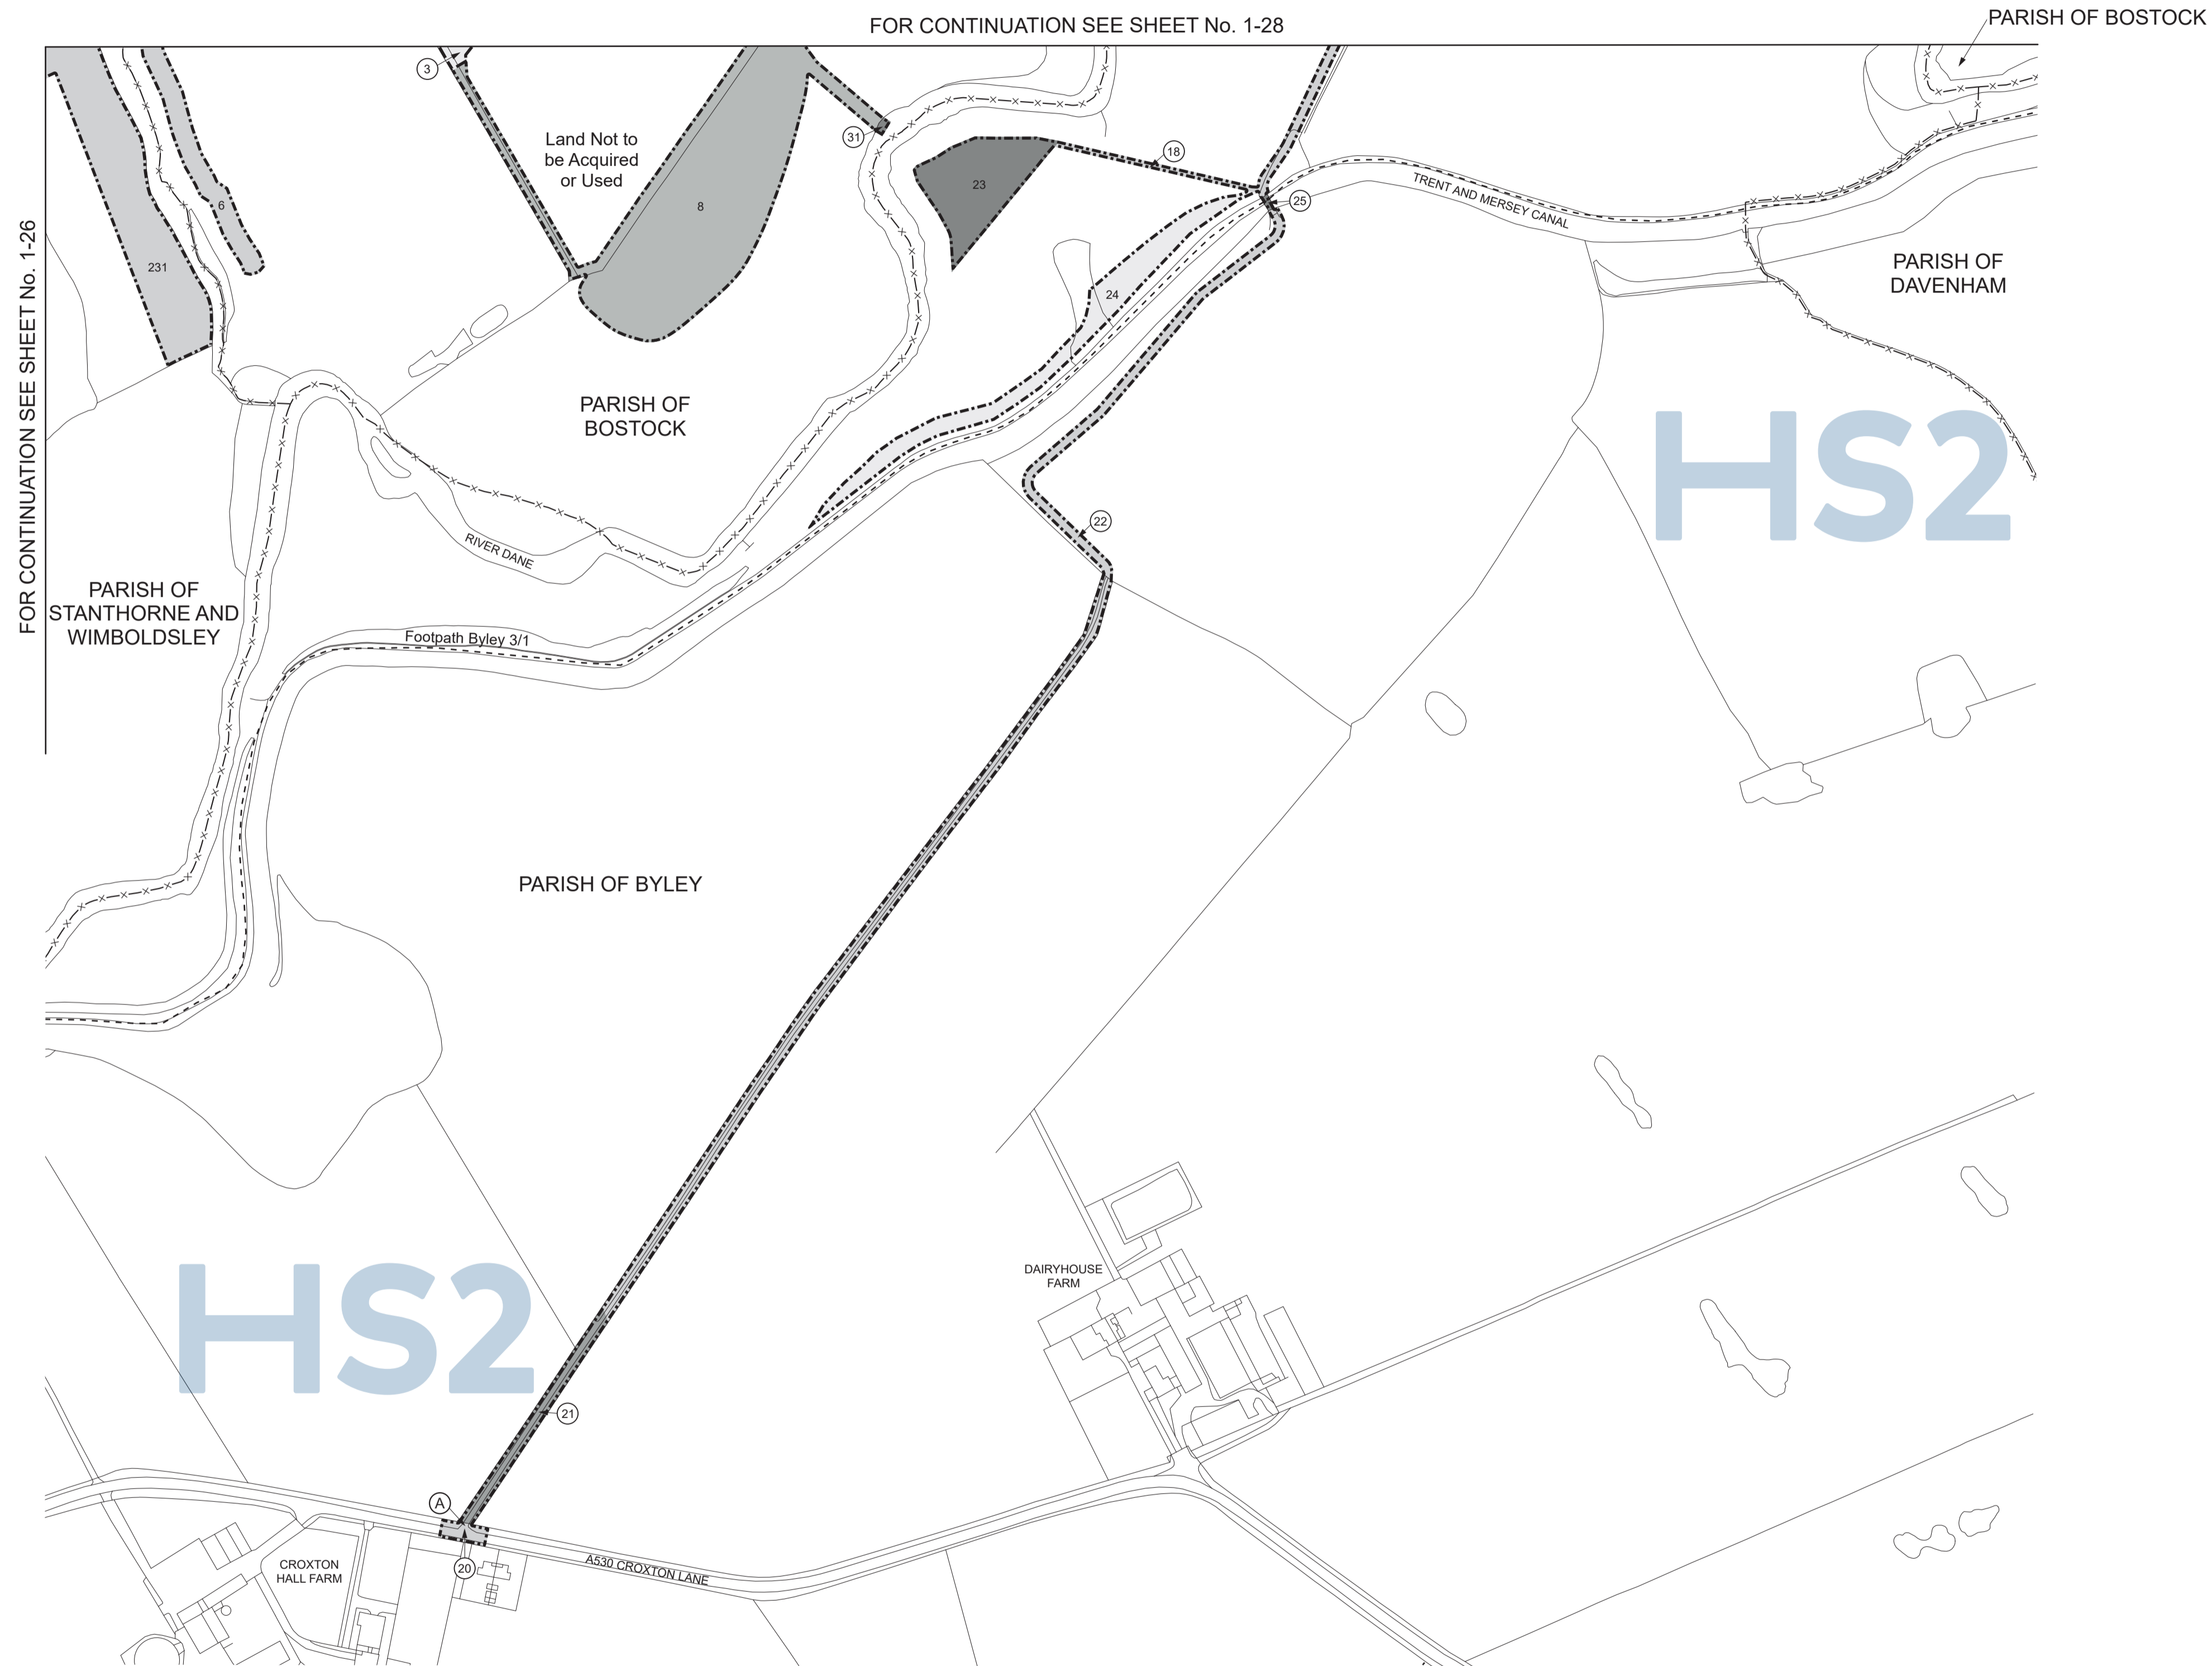 FOR CONTINUATION SEE SHEET No. 1-28
PARISH OF BOSTOCK
3
Land Not to
be Acquired
or Used
31
18
23
8
6
231
25
TRENT AND MERSEY CANAL
24
PARISH OF
DAVENHAM
FOR CONTINUATION SEE SHEET No. 1-26
PARISH OF
BOSTOCK
HS2
22
RIVER DANE
PARISH OF
STANTHORNE AND
WIMBOLDSLEY
Footpath Byley 3/1
PARISH OF BYLEY
DAIRYHOUSE
FARM
HS2
21
A
20
CROXTON
HALL FARM
A530 CROXTON LANE